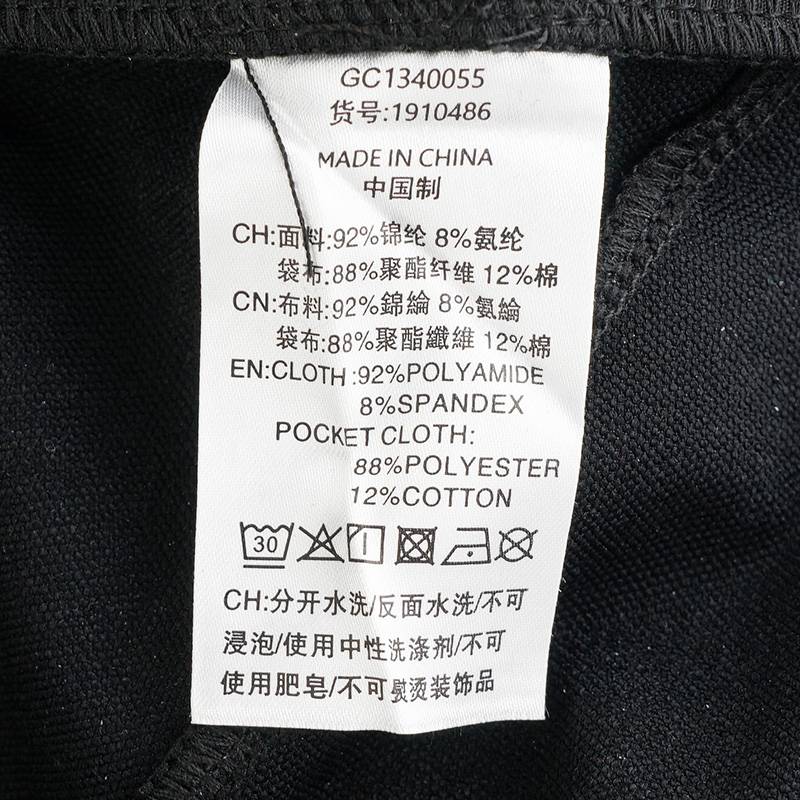 GC1340055
货号:1910486
MADE IN CHINA
中国制
CH:面料:92%锦纶 8%氨纶
袋布:88%聚酯纤维 12%棉
CN:布料:92%錦綸 8%氨綸
袋布:88%聚酯纖維 12%棉
EN:CLOTH:92%POLYAMIDE
8%SPANDEX
POCKET CLOTH:
88%POLYESTER
12%COTTON
30
CH:分开水洗/反面水洗/不可
浸泡/使用中性洗涤剂/不可
使用肥皂/不可熨烫装饰品